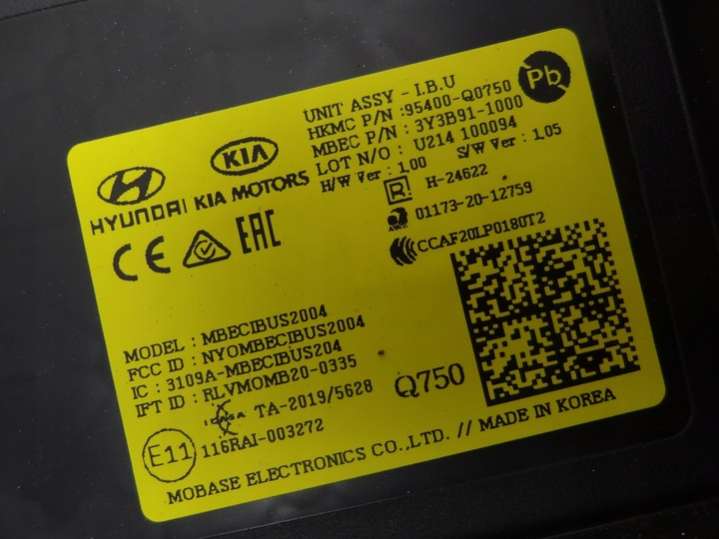 UNIT ASSY - I.B.U
HKMC P/N :95400-Q0750
MBEC P/N : 3Y3B91-1000
LOT N/O : U214 100094
H/W Ver : 1.00 S/W Ver : 1.05
Pb
KIA
HYUNDAI KIA MOTORS
R H-24622
01173-20-12759
CCAF20LP0180T2
CE EAC
MODEL : MBECIBUS2004
FCC ID : NYOMBECIBUS2004
IC : 3109A-MBECIBUS204
IFT ID : RLVMOMB20-0335
TA-2019/5628
Q750
E11 116RAI-003272
MOBASE ELECTRONICS CO.,LTD. // MADE IN KOREA